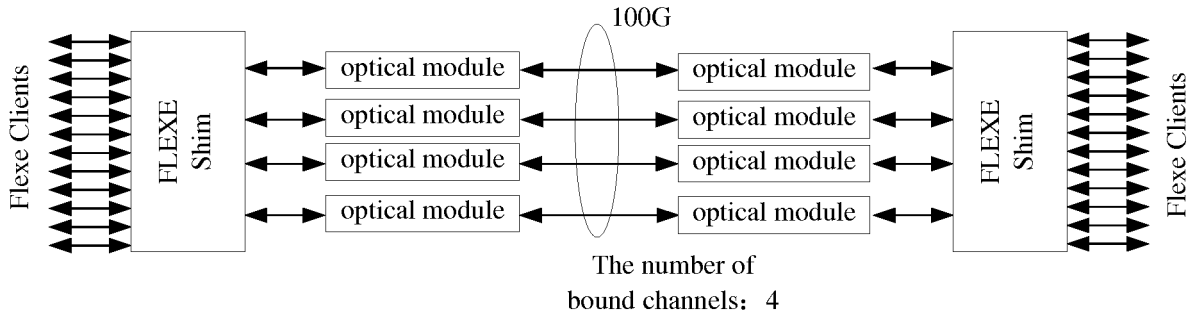 100G
Flexe Clients
FLEXE
Shim
optical module
optical module
optical module
optical module
optical module
optical module
optical module
optical module
FLEXE
Shim
Flexe Clients
The number of
bound channels：4